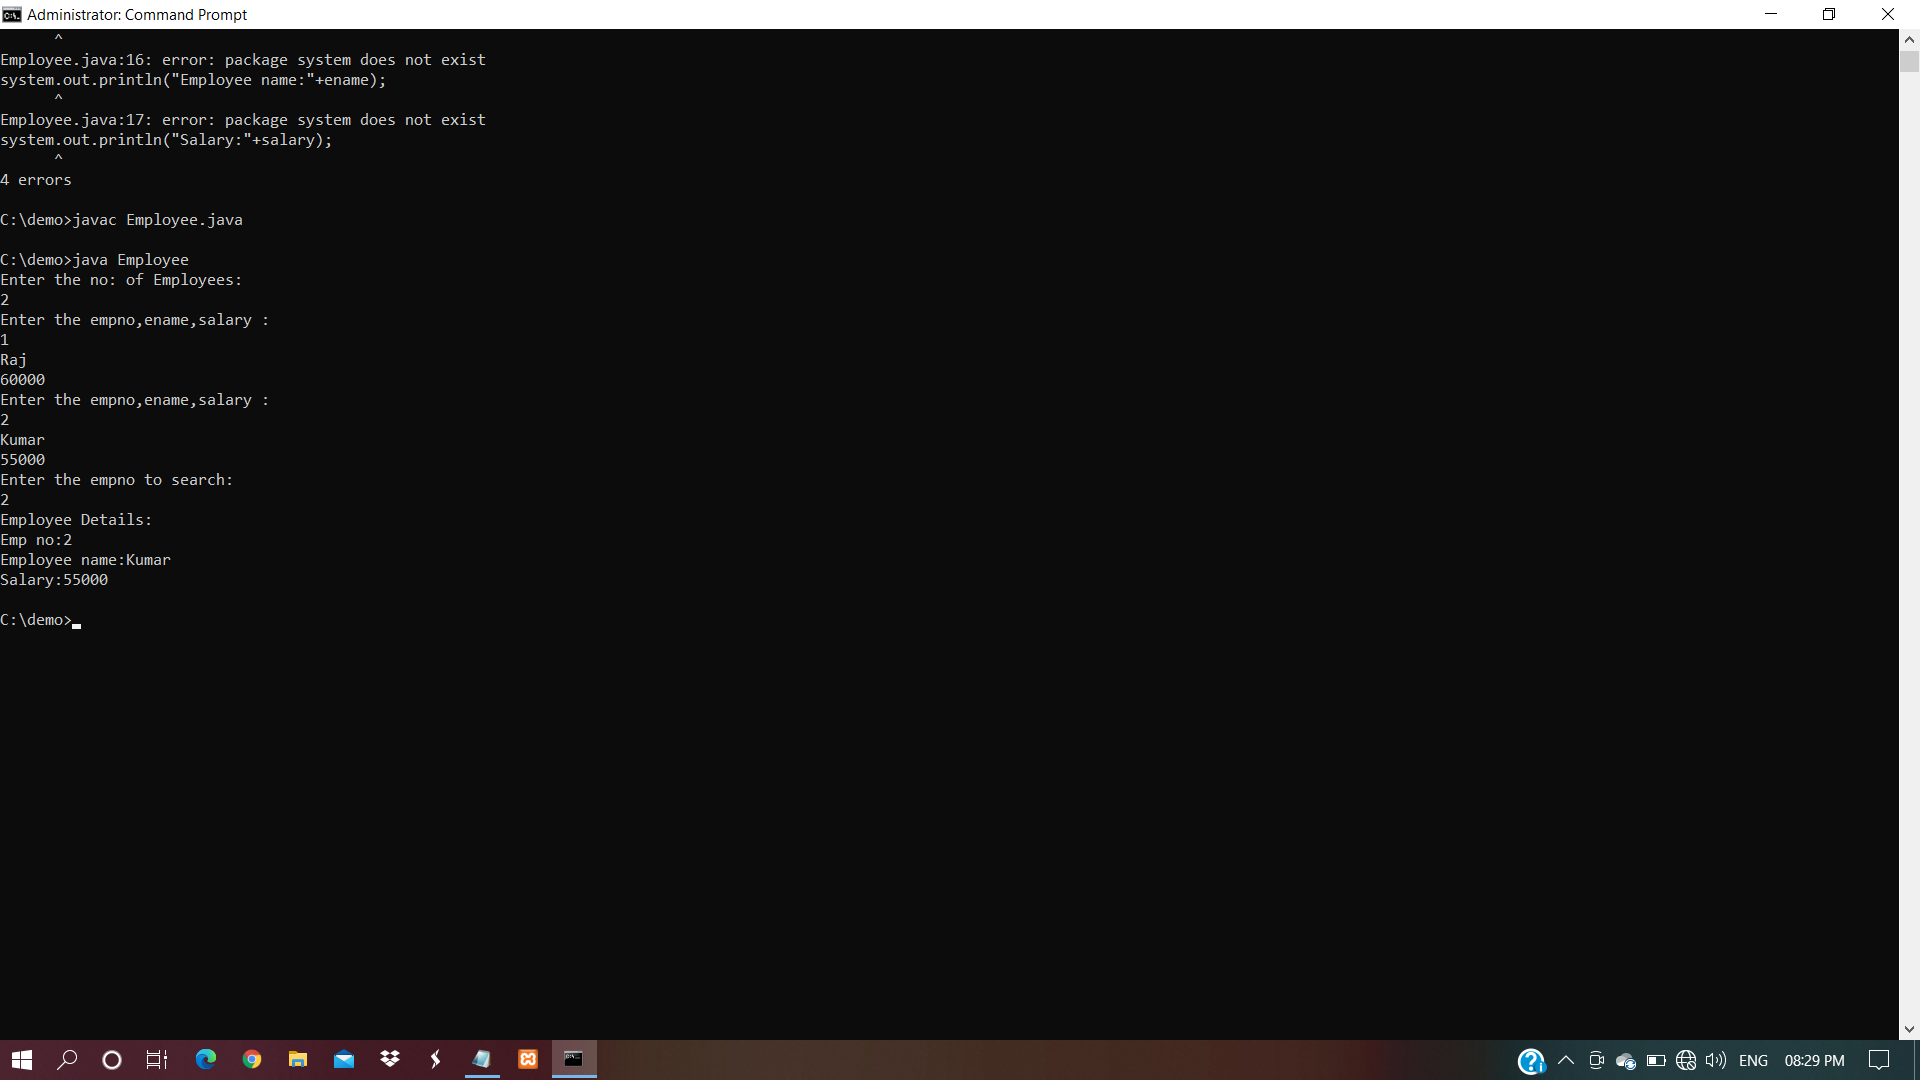 Administrator: Command Prompt
^
Employee.java:16: error: package system does not exist
system.out.println("Employee name:"+ename);
^
Employee.java:17: error: package system does not exist
system.out.println("Salary:"+salary);
^
4 errors
C:\demo>javac Employee.java
C:\demo>java Employee
Enter the no: of Employees:
2
Enter the empno,ename,salary :
1
Raj
60000
Enter the empno,ename,salary :
2
Kumar
55000
Enter the empno to search:
2
Employee Details:
Emp no:2
Employee name:Kumar
Salary:55000
C:\demo>
ENG 08:29 PM